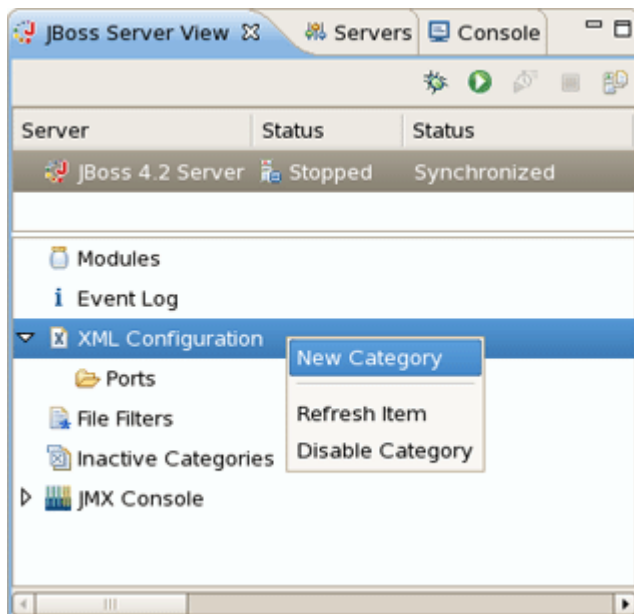 JBoss Server View Servers Console
Server Status Status
JBoss 4.2 Server Stopped Synchronized
Modules
Event Log
XML Configuration
New Category
Ports
File Filters
Refresh Item
Inactive Categories
Disable Category
JMX Console